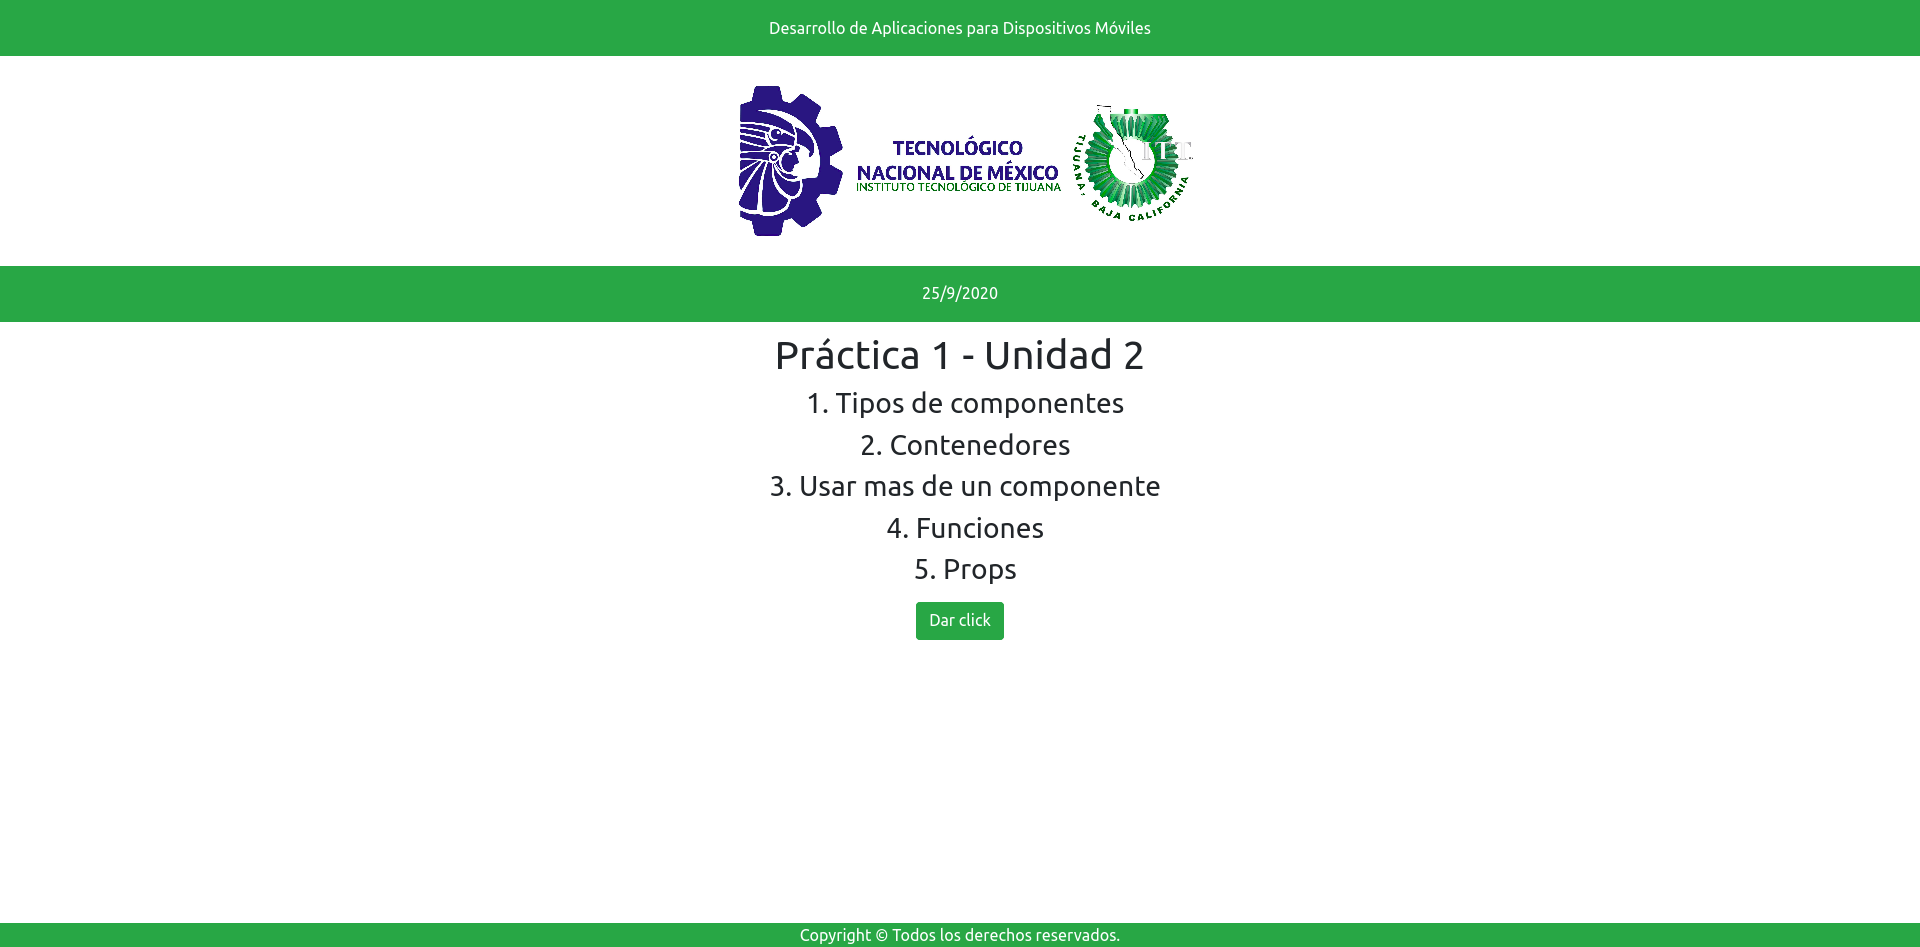 Desarrollo de Aplicaciones para Dispositivos Móviles
TECNOLÓGICO
NACIONAL DE MÉXICO
INSTITUTO TECNOLÓGICO DE TIJUANA
ITT
TIJUANA, BAJA CALIFORNIA
25/9/2020
Práctica 1 - Unidad 2
1. Tipos de componentes
2. Contenedores
3. Usar mas de un componente
4. Funciones
5. Props
Dar click
Copyright © Todos los derechos reservados.